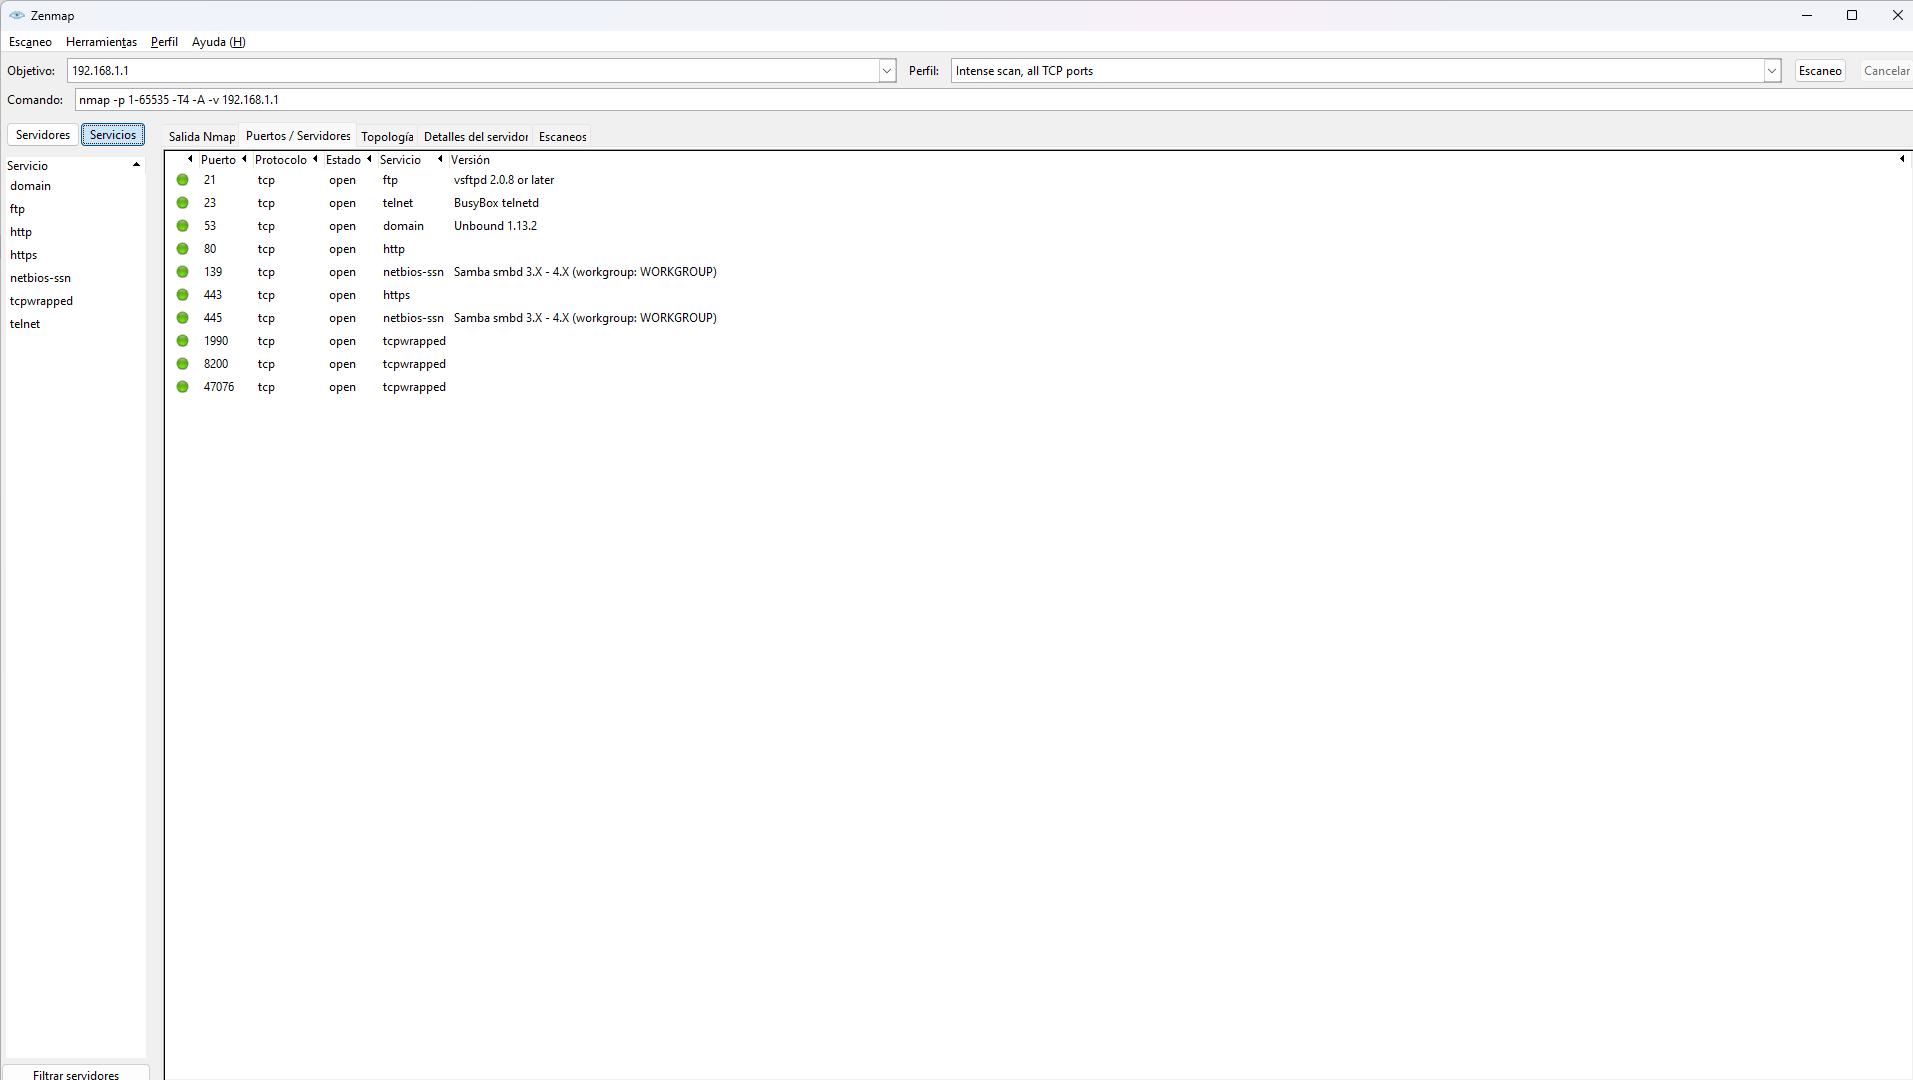 Zenmap
Escaneo Herramientas Perfil Ayuda (H)
Objetivo: 192.168.1.1 Perfil: Intense scan, all TCP ports Escaneo Cancelar
Comando: nmap -p 1-65535 -T4 -A -v 192.168.1.1
Servidores Servicios
Servicio
domain
ftp
http
https
netbios-ssn
tcpwrapped
telnet
Filtrar servidores
Salida Nmap Puertos / Servidores Topología Detalles del servidor Escaneos
Puerto Protocolo Estado Servicio Versión
21 tcp open ftp vsftpd 2.0.8 or later
23 tcp open telnet BusyBox telnetd
53 tcp open domain Unbound 1.13.2
80 tcp open http
139 tcp open netbios-ssn Samba smbd 3.X - 4.X (workgroup: WORKGROUP)
443 tcp open https
445 tcp open netbios-ssn Samba smbd 3.X - 4.X (workgroup: WORKGROUP)
1990 tcp open tcpwrapped
8200 tcp open tcpwrapped
47076 tcp open tcpwrapped